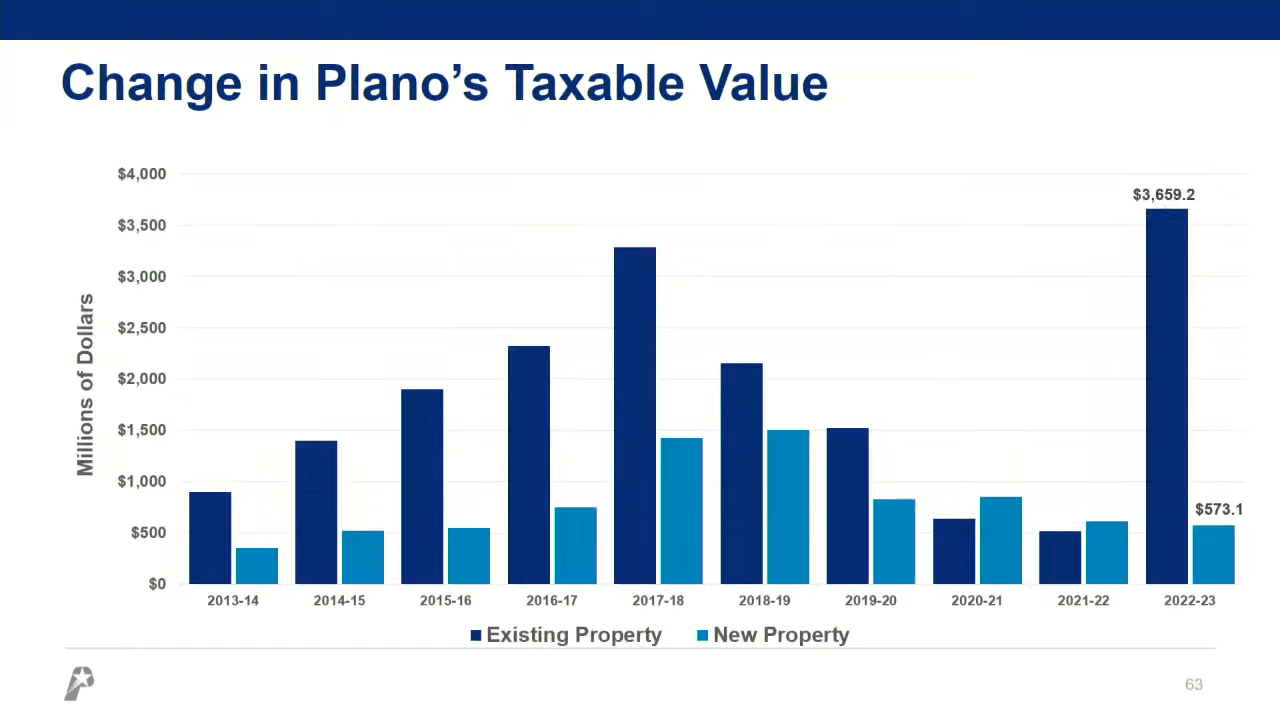 Change in Plano’s Taxable Value
$4,000
$3,659.2
$3,500
$3,000
$2,500
$2,000
$1,500
$1,000
$573.1
$500
$0
Millions of Dollars
2013-14 2014-15 2015-16 2016-17 2017-18 2018-19 2019-20 2020-21 2021-22 2022-23
Existing Property New Property
P
63